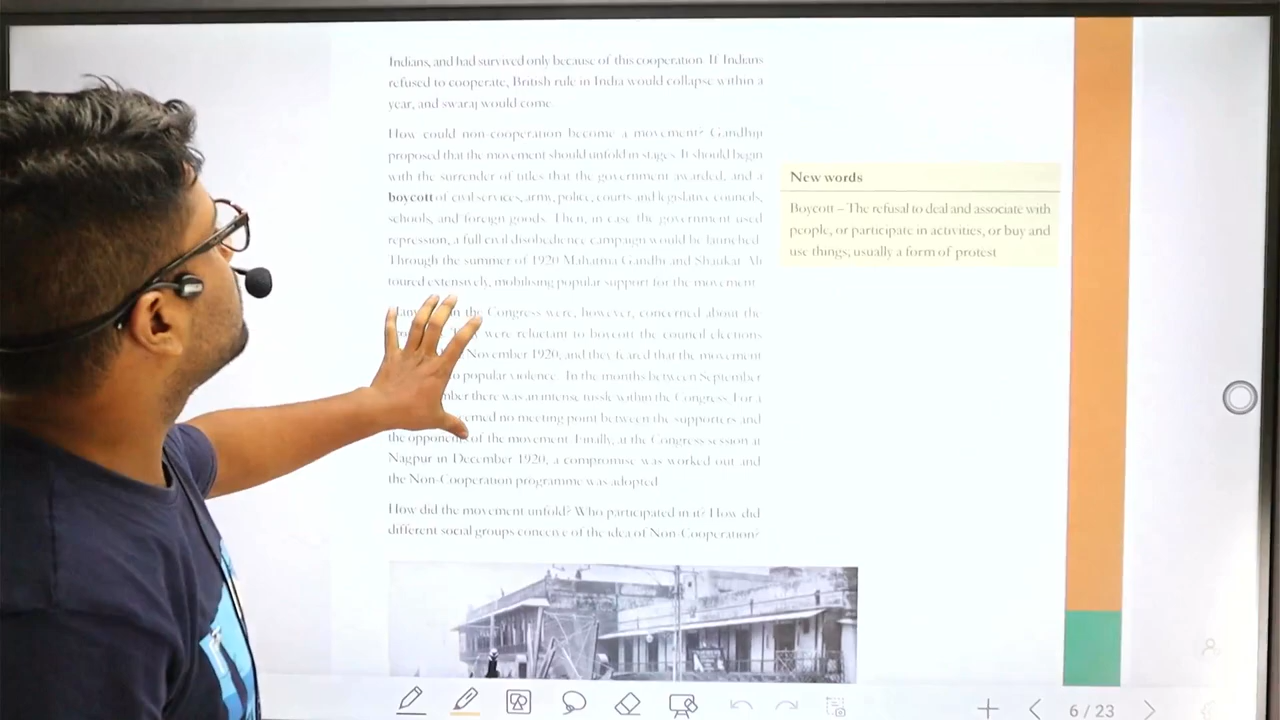 Indians, and had survived only because of this cooperation. If Indians
refused to cooperate, British rule in India would collapse within a
year, and swaraj would come.
How could non-cooperation become a movement? Gandhiji
proposed that the movement should unfold in stages. It should begin
with the surrender of titles that the government awarded, and a
boycott of civil services, army, police, courts and legislative councils,
schools, and foreign goods. Then, in case the government used
repression, a full civil disobedience campaign would be launched.
Through the summer of 1920 Mahatma Gandhi and Shaukat Ali
toured extensively, mobilising popular support for the movement.
in the Congress were, however, concerned about the
were reluctant to boycott the council elections
November 1920, and they feared that the movement
popular violence. In the months between September
there was an intense tussle within the Congress. For a
no meeting point between the supporters and
the opponents of the movement. Finally, at the Congress session at
Nagpur in December 1920, a compromise was worked out and
the Non-Cooperation programme was adopted.
How did the movement unfold? Who participated in it? How did
different social groups conceive of the idea of Non-Cooperation?
New words
Boycott – The refusal to deal and associate with
people, or participate in activities, or buy and
use things; usually a form of protest
6 / 23